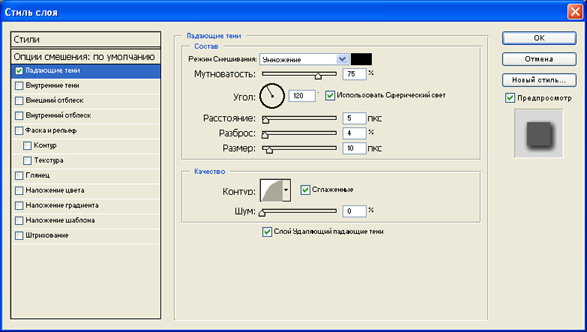 Стиль слоя
Стили
Опции смешения: по умолчанию
Падающие тени
Внутренние тени
Внешний отблеск
Внутренний отблеск
Фаска и рельеф
Контур
Текстура
Глянец
Наложение цвета
Наложение градиента
Наложение шаблона
Штрихование
Падающие тени
Состав
Режим Смешивания: Умножение
Мутноватость: 75 %
Угол: 120 ° Использовать Сферический свет
Расстояние: 5 пкс
Разброс: 4 %
Размер: 10 пкс
Качество
Контур: Сглаженные
Шум: 0 %
Слой Удаляющий падающие тени
OK
Отмена
Новый стиль...
Предпросмотр